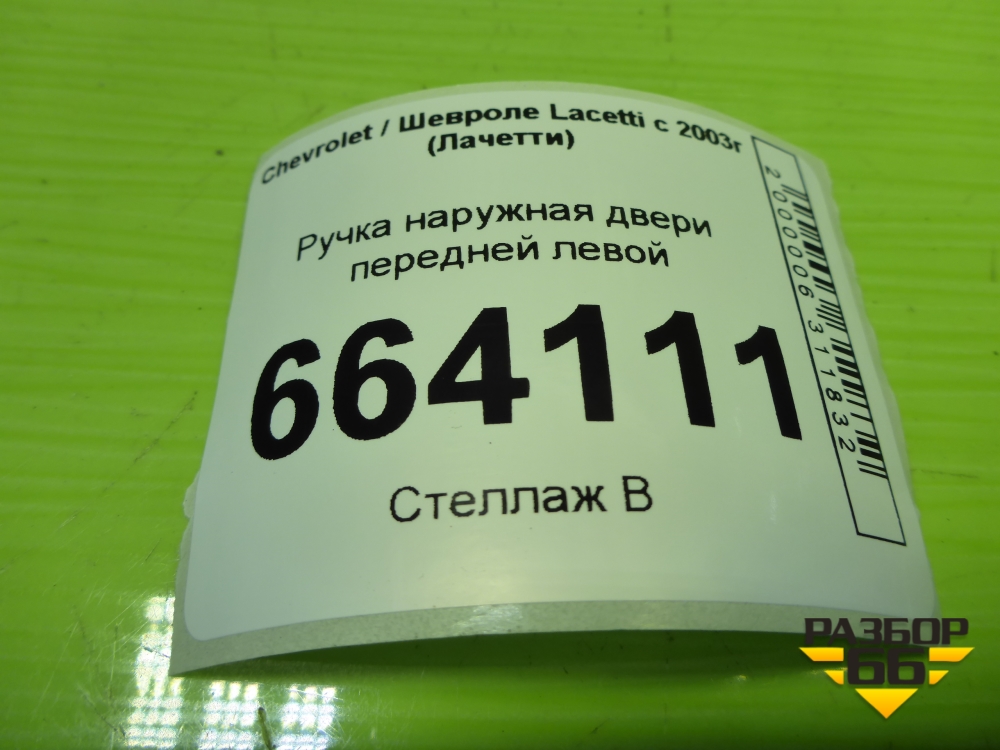 Chevrolet / Шевроле Lacetti с 2003г
(Лачетти)
Ручка наружная двери
передней левой
664111
Стеллаж В
2000006311832
РАЗБОР
66